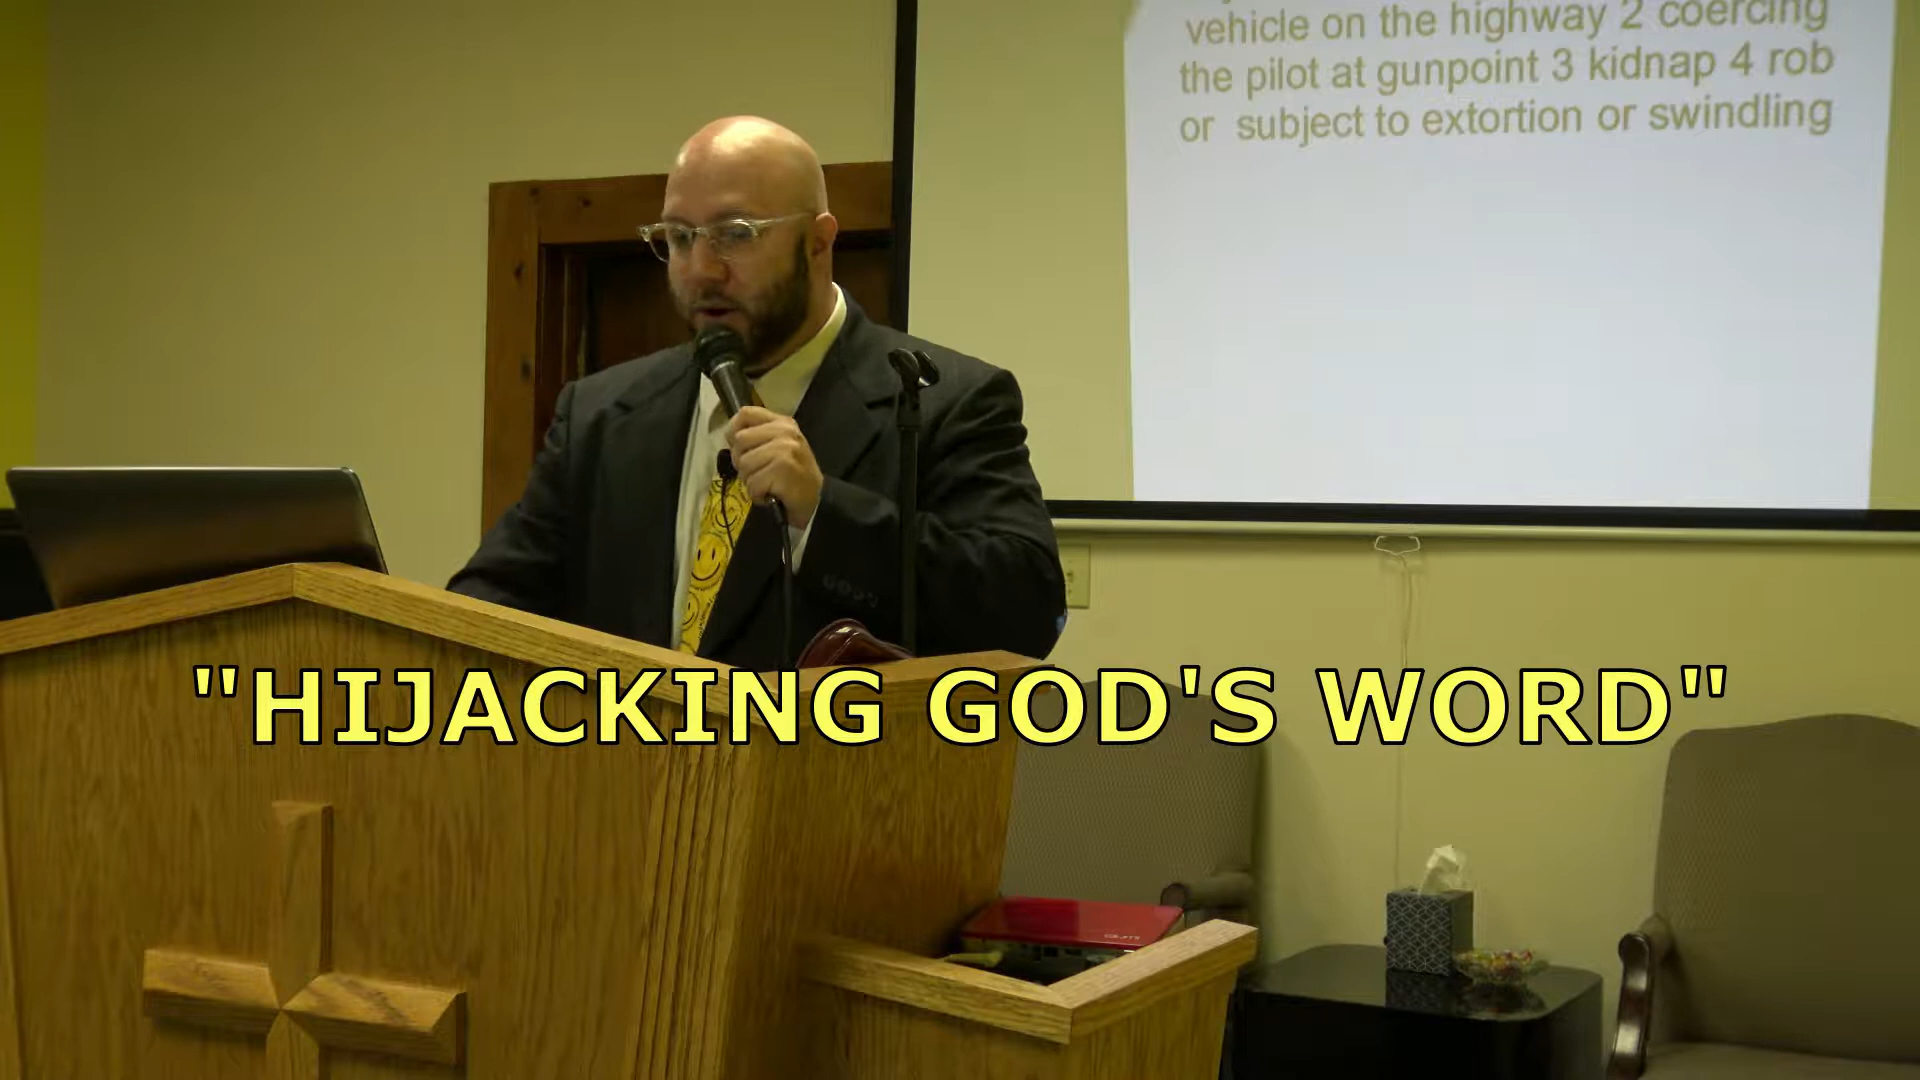 vehicle on the highway 2 coercing
the pilot at gunpoint 3 kidnap 4 rob
or subject to extortion or swindling
"HIJACKING GOD'S WORD"